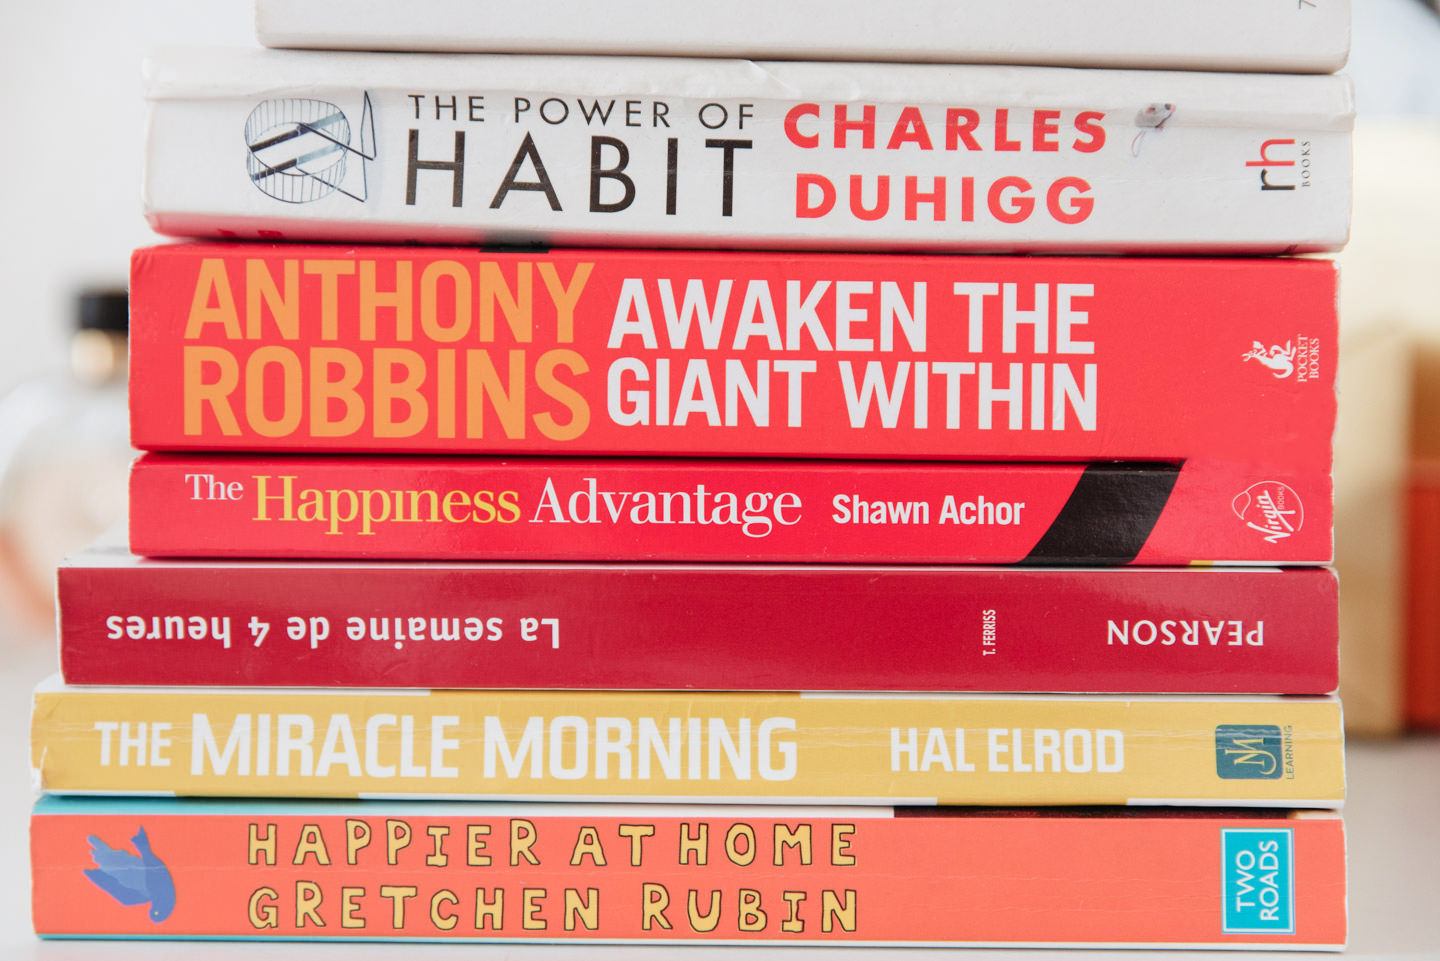 THE POWER OF
HABIT
CHARLES
DUHIGG
rh
BOOKS
ANTHONY
ROBBINS
AWAKEN THE
GIANT WITHIN
POCKET
BOOKS
The Happiness Advantage Shawn Achor
Virgin
BOOKS
La semaine de 4 heures
T. FERRISS
PEARSON
THE MIRACLE MORNING HAL ELROD
MM
LEARNING
HAPPIER AT HOME
GRETCHEN RUBIN
TWO
ROADS